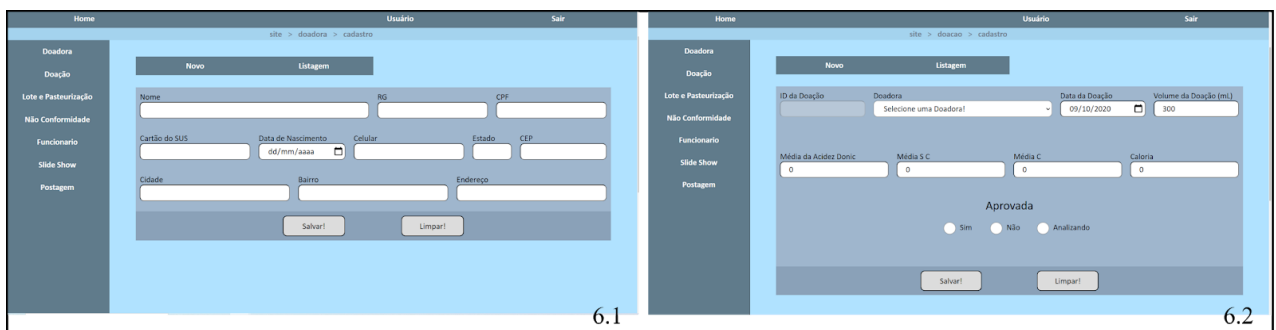 Home Usuário Sair
site > doadora > cadastro
Doadora
Doação
Lote e Pasteurização
Não Conformidade
Funcionario
Slide Show
Postagem
Novo Listagem
Nome RG CPF
Cartão do SUS Data de Nascimento Celular Estado CEP
dd/mm/aaaa
Cidade Bairro Endereço
Salvar! Limpar!
6.1
Home Usuário Sair
site > doacao > cadastro
Doadora
Doação
Lote e Pasteurização
Não Conformidade
Funcionario
Slide Show
Postagem
Novo Listagem
ID da Doação Doadora Data da Doação Volume da Doação (mL)
Selecione uma Doadora! 09/10/2020 300
Média da Acidez Donic Média S C Média C Caloria
0 0 0 0
Aprovada
Sim Não Analizando
Salvar! Limpar!
6.2